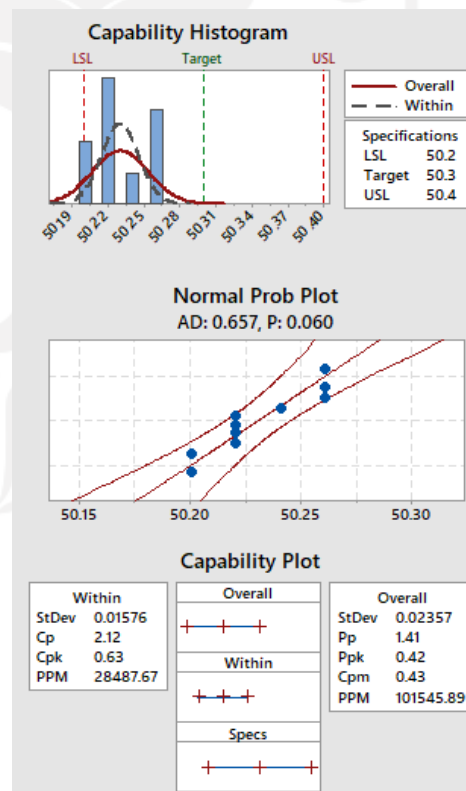 Capability Histogram
LSL Target USL
Overall
Within
Specifications
LSL 50.2
Target 50.3
USL 50.4
50.19 50.22 50.25 50.28 50.31 50.34 50.37 50.40
Normal Prob Plot
AD: 0.657, P: 0.060
50.15 50.20 50.25 50.30
Capability Plot
Within
StDev 0.01576
Cp 2.12
Cpk 0.63
PPM 28487.67
Overall
Within
Specs
Overall
StDev 0.02357
Pp 1.41
Ppk 0.42
Cpm 0.43
PPM 101545.89